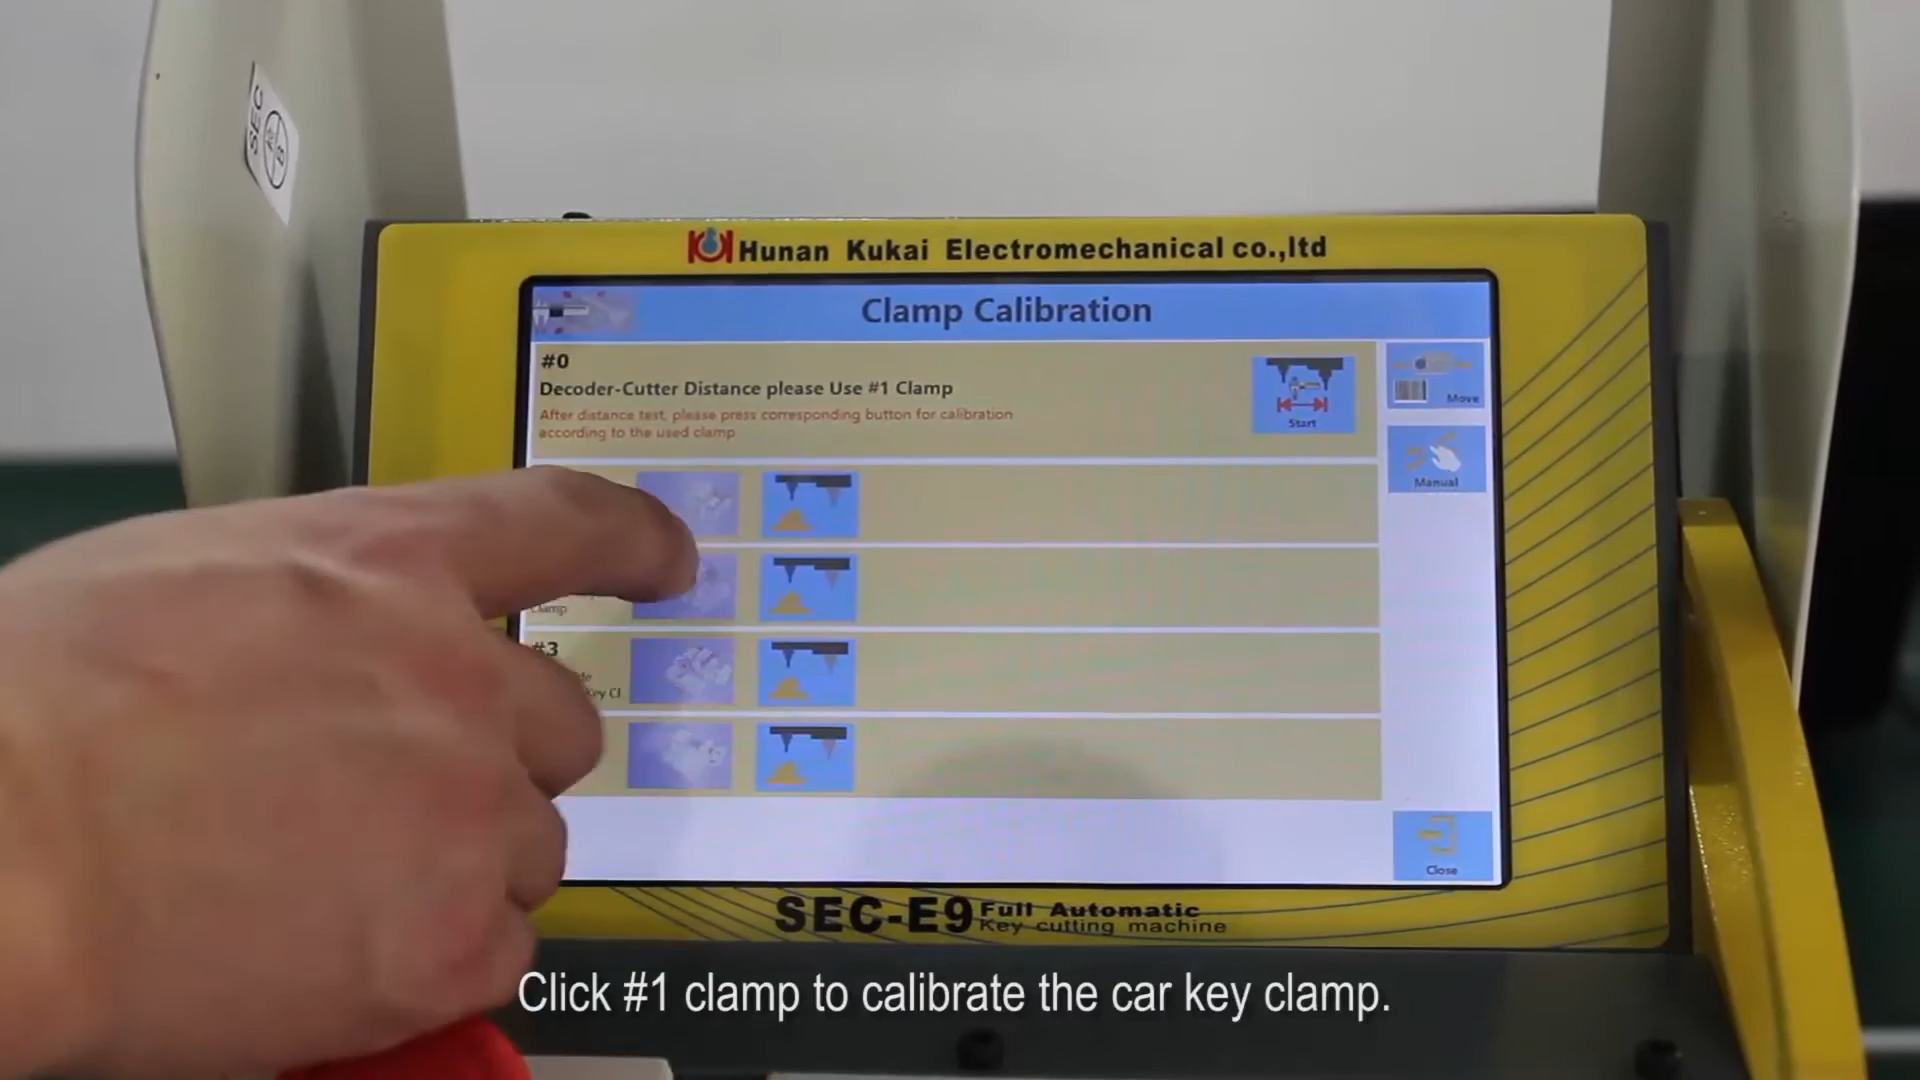 SEC
Hunan Kukai Electromechanical co.,ltd
Clamp Calibration
#0
Decoder-Cutter Distance please Use #1 Clamp
After distance test, please press corresponding button for calibration
according to the used clamp
Start
Move
Manual
Clamp
#3
Key Cl
Close
SEC-E9 Full Automatic
Key cutting machine
Click #1 clamp to calibrate the car key clamp.